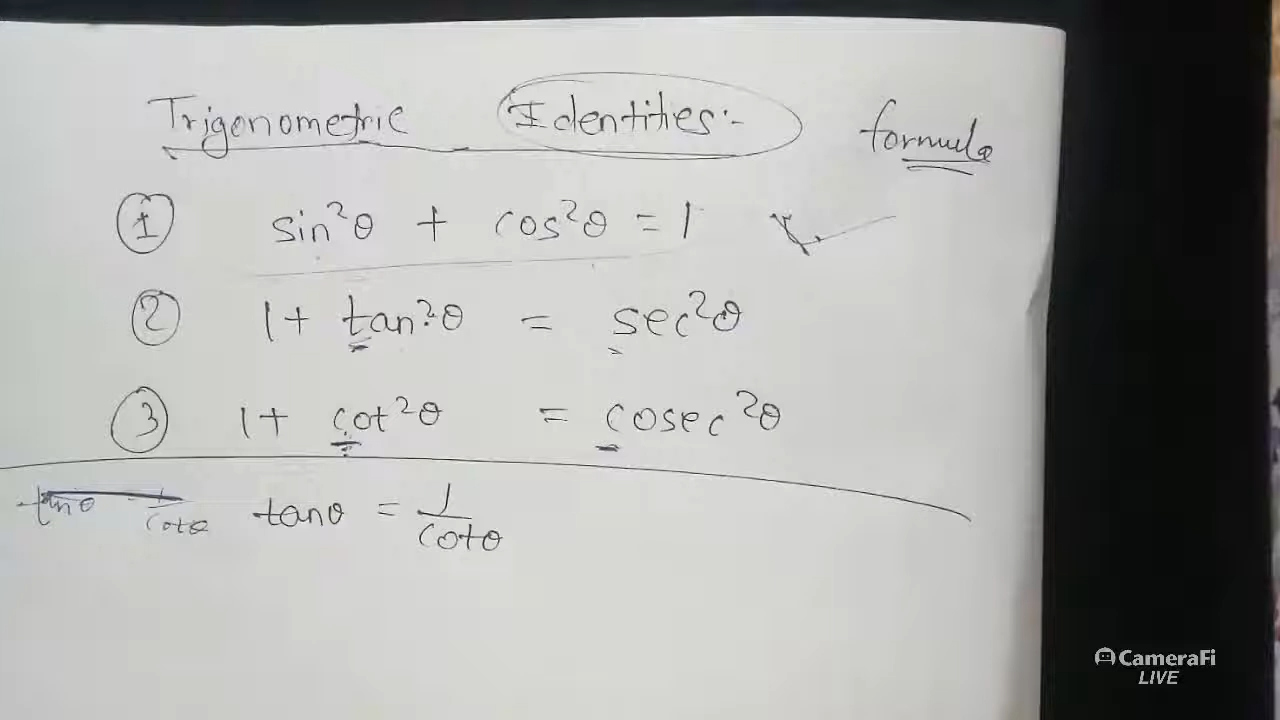 Trigonometric Identities:- formula
① sin²θ + cos²θ = 1
② 1 + tan²θ = sec²θ
③ 1 + cot²θ = cosec²θ
tanθ = 1/cotθ tanθ = 1/cotθ
CameraFi
LIVE